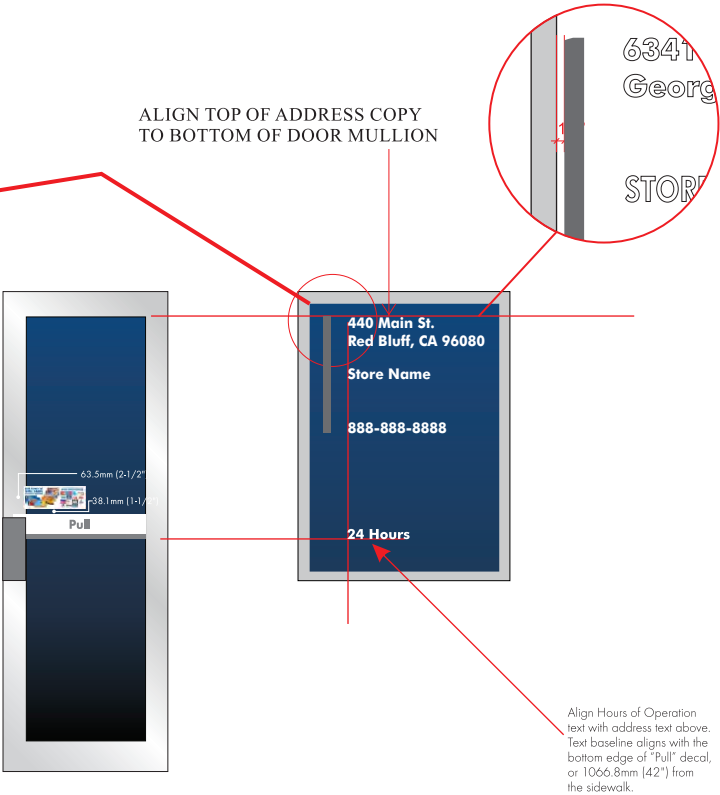 6341
Georg
STOR
ALIGN TOP OF ADDRESS COPY
TO BOTTOM OF DOOR MULLION
440 Main St.
Red Bluff, CA 96080
Store Name
888-888-8888
24 Hours
63.5mm (2-1/2"
38.1mm (1-1/2")
Pull
Align Hours of Operation
text with address text above.
Text baseline aligns with the
bottom edge of "Pull" decal,
or 1066.8mm (42") from
the sidewalk.